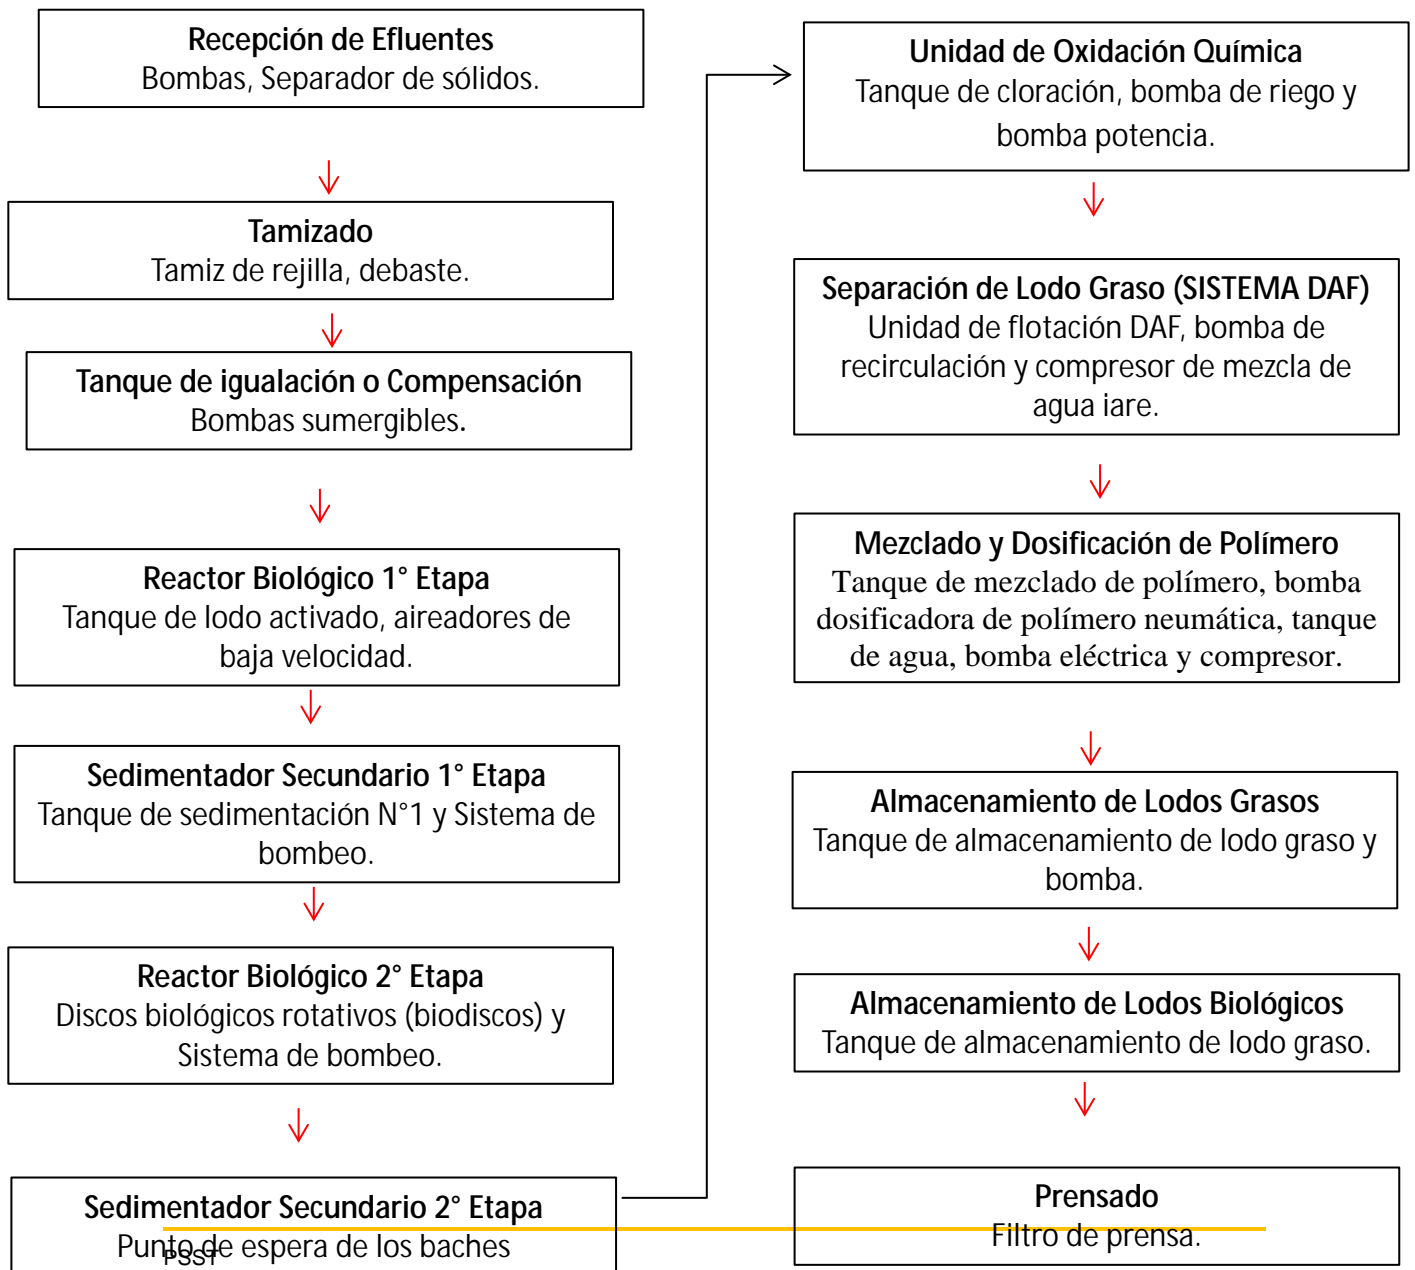 Recepción de Efluentes
Bombas, Separador de sólidos.
Tamizado
Tamiz de rejilla, debaste.
Tanque de igualación o Compensación
Bombas sumergibles.
Reactor Biológico 1° Etapa
Tanque de lodo activado, aireadores de
baja velocidad.
Sedimentador Secundario 1° Etapa
Tanque de sedimentación N°1 y Sistema de
bombeo.
Reactor Biológico 2° Etapa
Discos biológicos rotativos (biodiscos) y
Sistema de bombeo.
Sedimentador Secundario 2° Etapa
Punto de espera de los baches
PSST
Unidad de Oxidación Química
Tanque de cloración, bomba de riego y
bomba potencia.
Separación de Lodo Graso (SISTEMA DAF)
Unidad de flotación DAF, bomba de
recirculación y compresor de mezcla de
agua iare.
Mezclado y Dosificación de Polímero
Tanque de mezclado de polímero, bomba
dosificadora de polímero neumática, tanque
de agua, bomba eléctrica y compresor.
Almacenamiento de Lodos Grasos
Tanque de almacenamiento de lodo graso y
bomba.
Almacenamiento de Lodos Biológicos
Tanque de almacenamiento de lodo graso.
Prensado
Filtro de prensa.